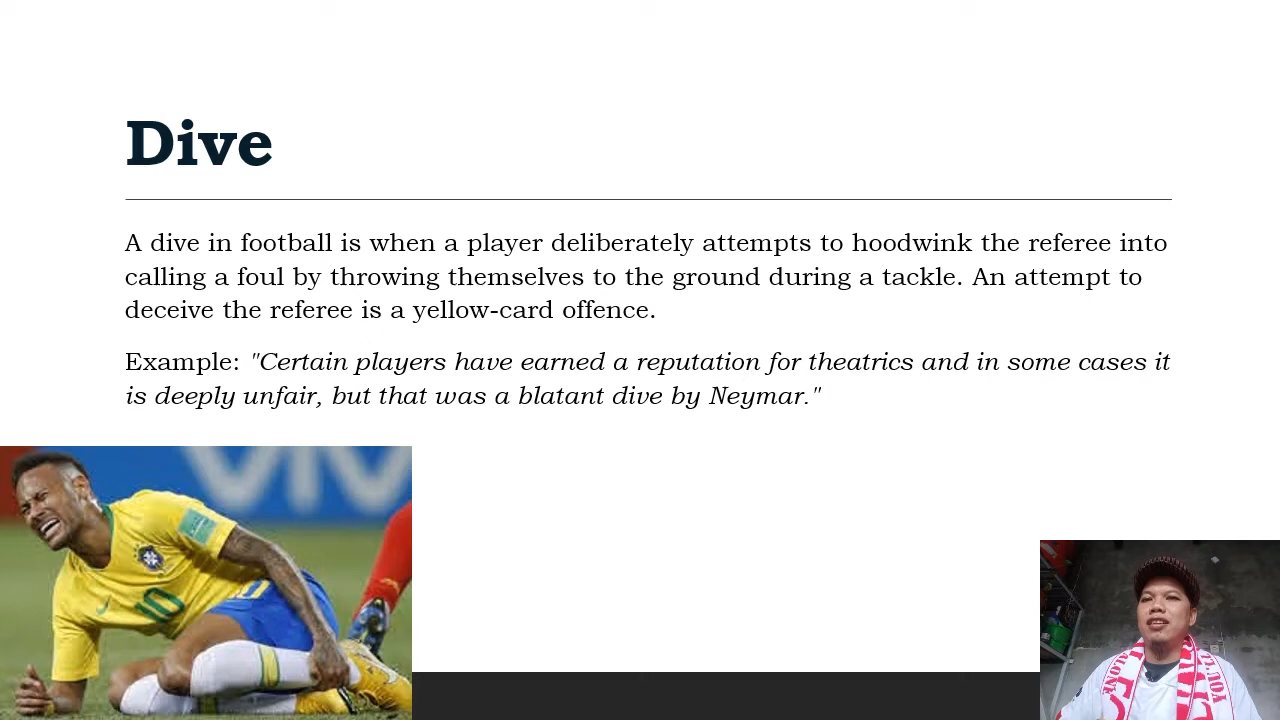 Dive
A dive in football is when a player deliberately attempts to hoodwink the referee into
calling a foul by throwing themselves to the ground during a tackle. An attempt to
deceive the referee is a yellow-card offence.
Example: "Certain players have earned a reputation for theatrics and in some cases it
is deeply unfair, but that was a blatant dive by Neymar."
10